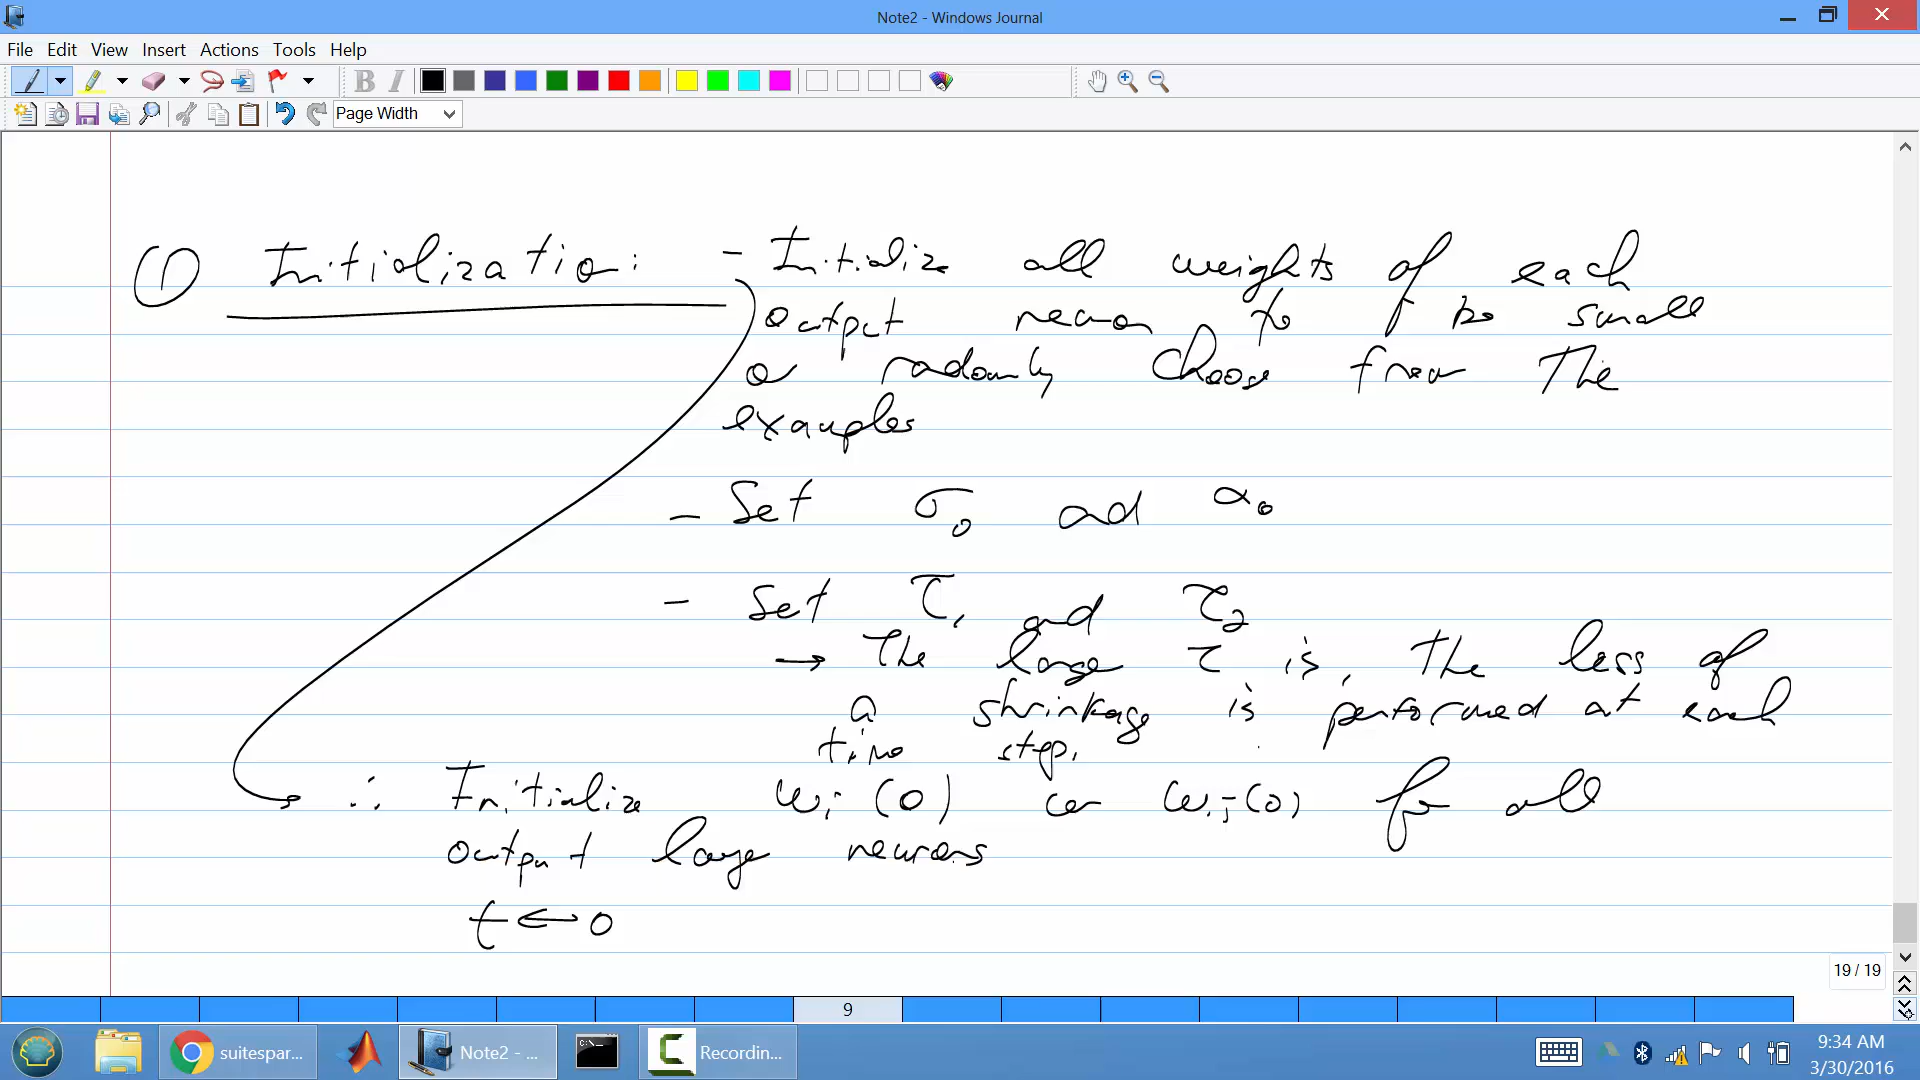 Note2 - Windows Journal
File Edit View Insert Actions Tools Help
B I
Page Width
① Initialization: - Initialize all weights of each
output neuron to be small
or radomly choose from the
examples
- Set σ₀ and α₀
- Set τ₁ and τ₂
→ The large τ is, the less of
a shrinkage is performed at each
time step.
∴ Initialize wᵢ(0) or wᵢⱼ(0) for all
output layer neurons
t ← 0
19 / 19
9
suitespar... Note2 - ... C:\_ Recordin...
9:34 AM
3/30/2016